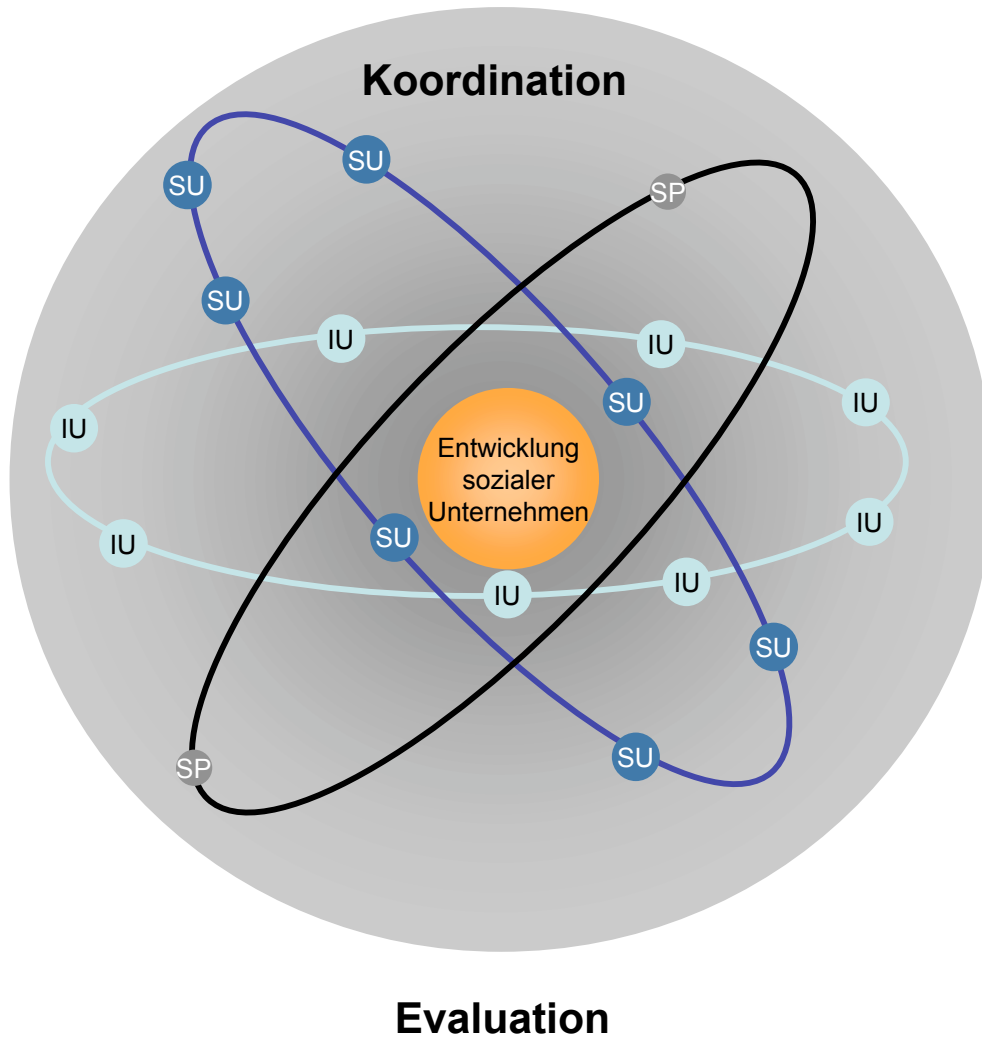 Koordination
SU
SU
SP
SU
IU
IU
SU
IU
IU
Entwicklung
sozialer
Unternehmen
IU
SU
IU
IU
IU
SU
SU
SP
Evaluation